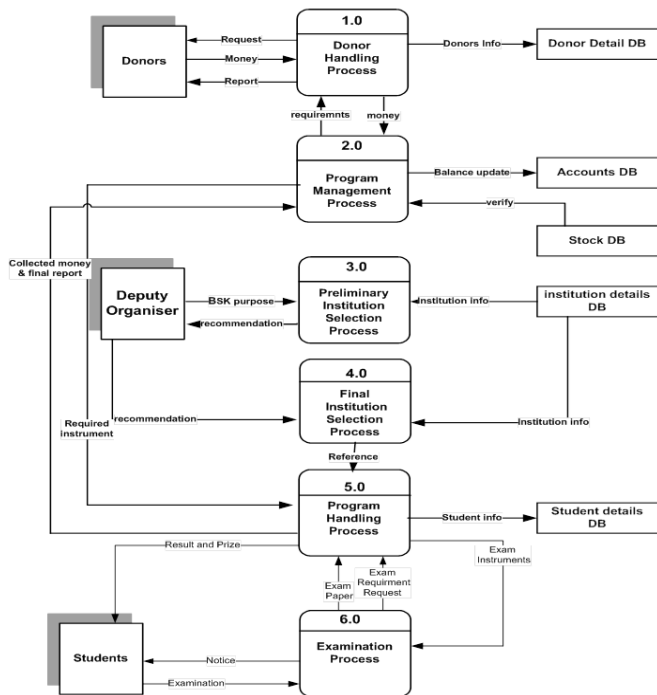 1.0
Request
Donor
Handling
Process
Donors Info
Donor Detail DB
Donors
Money
Report
requiremnts
money
2.0
Program
Management
Process
Balance update
Accounts DB
verify
Stock DB
Collected money
& final report
3.0
Deputy
Organiser
BSK purpose
Preliminary
Institution
Selection
Process
Institution info
institution details
DB
recommendation
4.0
Final
Institution
Selection
Process
recommendation
Institution info
Required
instrument
Reference
5.0
Program
Handling
Process
Student info
Student details
DB
Result and Prize
Exam
Instruments
Exam
Paper
Exam
Requirment
Request
6.0
Examination
Process
Students
Notice
Examination